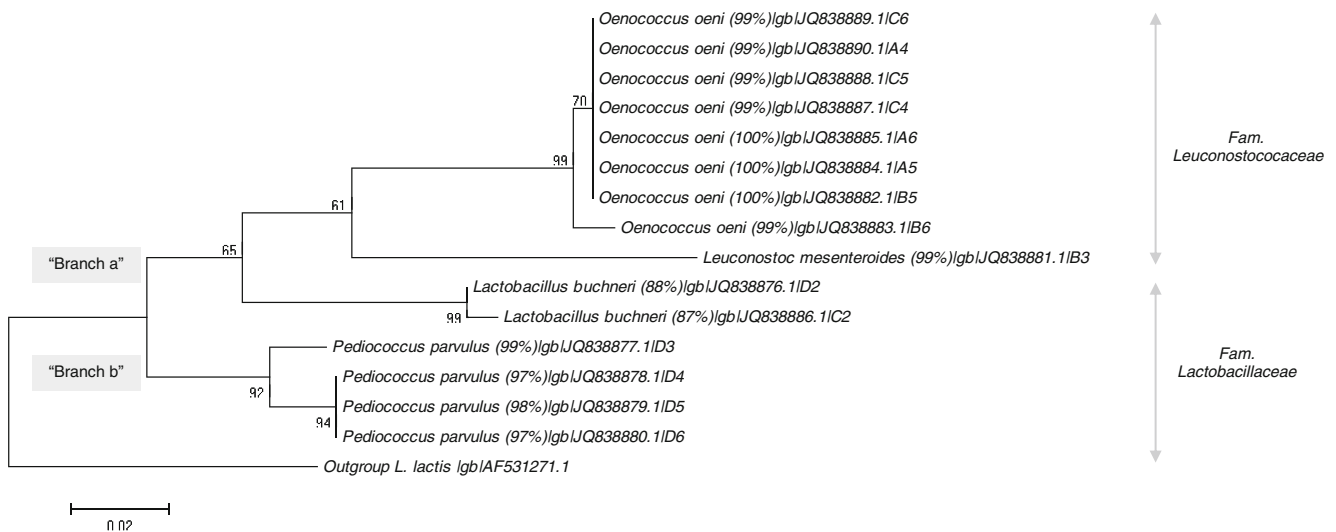 Oenococcus oeni (99%)|gb|JQ838889.1|C6
Oenococcus oeni (99%)|gb|JQ838890.1|A4
Oenococcus oeni (99%)|gb|JQ838888.1|C5
70
Oenococcus oeni (99%)|gb|JQ838887.1|C4
Oenococcus oeni (100%)|gb|JQ838885.1|A6
Fam.
Leuconostococaceae
99
Oenococcus oeni (100%)|gb|JQ838884.1|A5
Oenococcus oeni (100%)|gb|JQ838882.1|B5
61
Oenococcus oeni (99%)|gb|JQ838883.1|B6
65
"Branch a"
Leuconostoc mesenteroides (99%)|gb|JQ838881.1|B3
Lactobacillus buchneri (88%)|gb|JQ838876.1|D2
99
Lactobacillus buchneri (87%)|gb|JQ838886.1|C2
Pediococcus parvulus (99%)|gb|JQ838877.1|D3
Fam.
Lactobacillaceae
"Branch b"
Pediococcus parvulus (97%)|gb|JQ838878.1|D4
92
Pediococcus parvulus (98%)|gb|JQ838879.1|D5
94
Pediococcus parvulus (97%)|gb|JQ838880.1|D6
Outgroup L. lactis |gb|AF531271.1
0.02